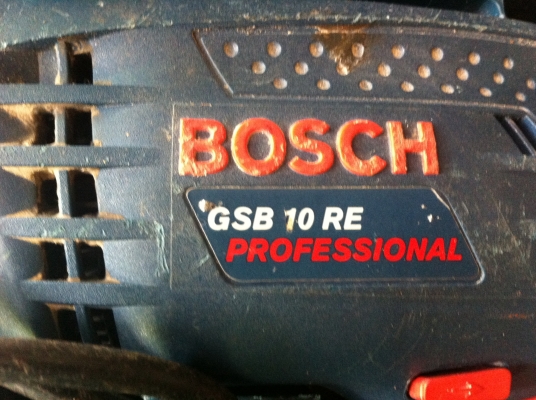 BOSCH
GSB 10 RE
PROFESSIONAL